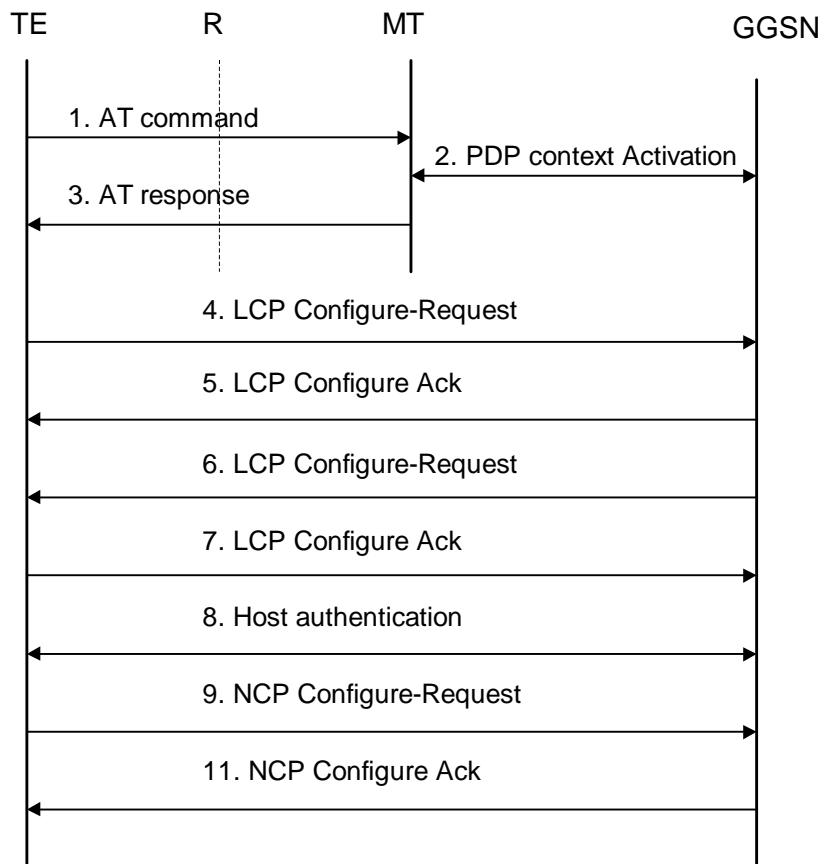 TE R MT GGSN
1. AT command
2. PDP context Activation
3. AT response
4. LCP Configure-Request
5. LCP Configure Ack
6. LCP Configure-Request
7. LCP Configure Ack
8. Host authentication
9. NCP Configure-Request
11. NCP Configure Ack